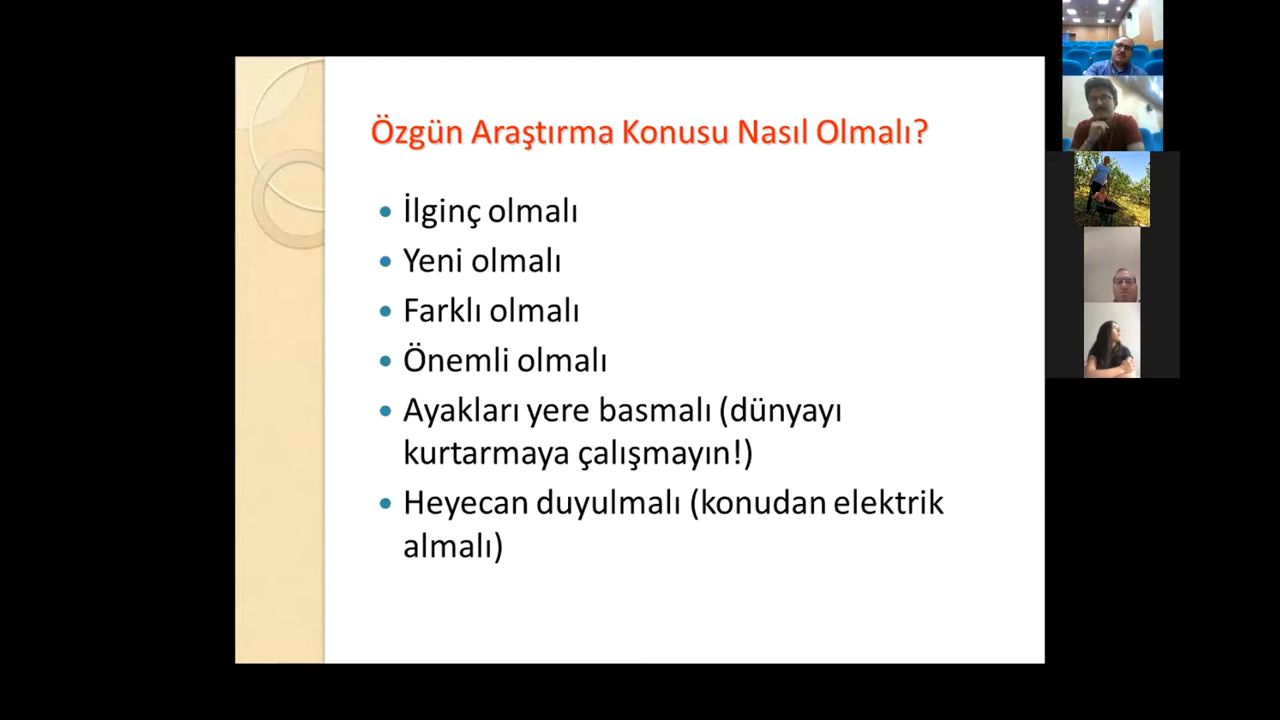 Özgün Araştırma Konusu Nasıl Olmalı?
• İlginç olmalı
• Yeni olmalı
• Farklı olmalı
• Önemli olmalı
• Ayakları yere basmalı (dünyayı
kurtarmaya çalışmayın!)
• Heyecan duyulmalı (konudan elektrik
almalı)